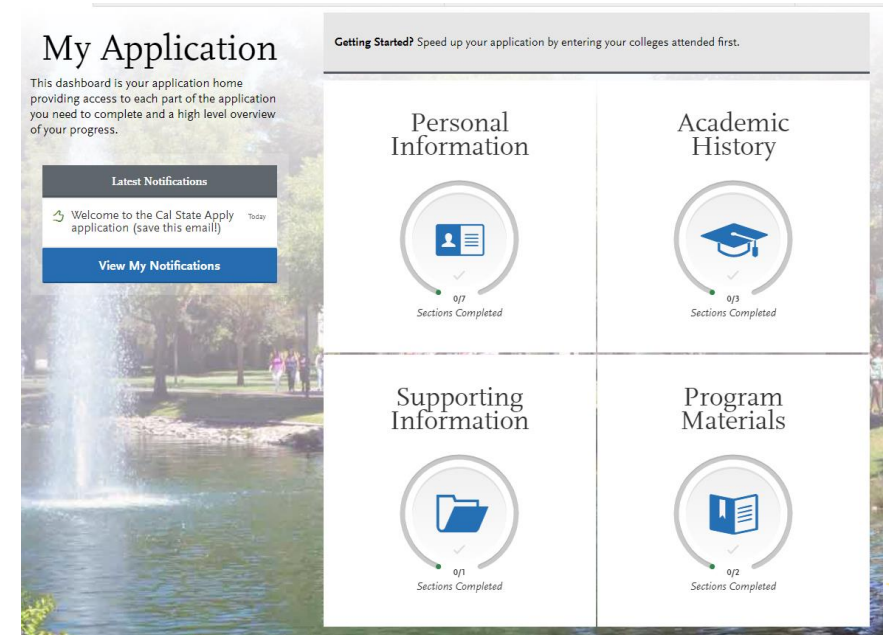 My Application
This dashboard is your application home
providing access to each part of the application
you need to complete and a high level overview
of your progress.
Latest Notifications
Welcome to the Cal State Apply Today
application (save this email!)
View My Notifications
Getting Started? Speed up your application by entering your colleges attended first.
Personal
Information
0/7
Sections Completed
Academic
History
0/3
Sections Completed
Supporting
Information
0/1
Sections Completed
Program
Materials
0/2
Sections Completed